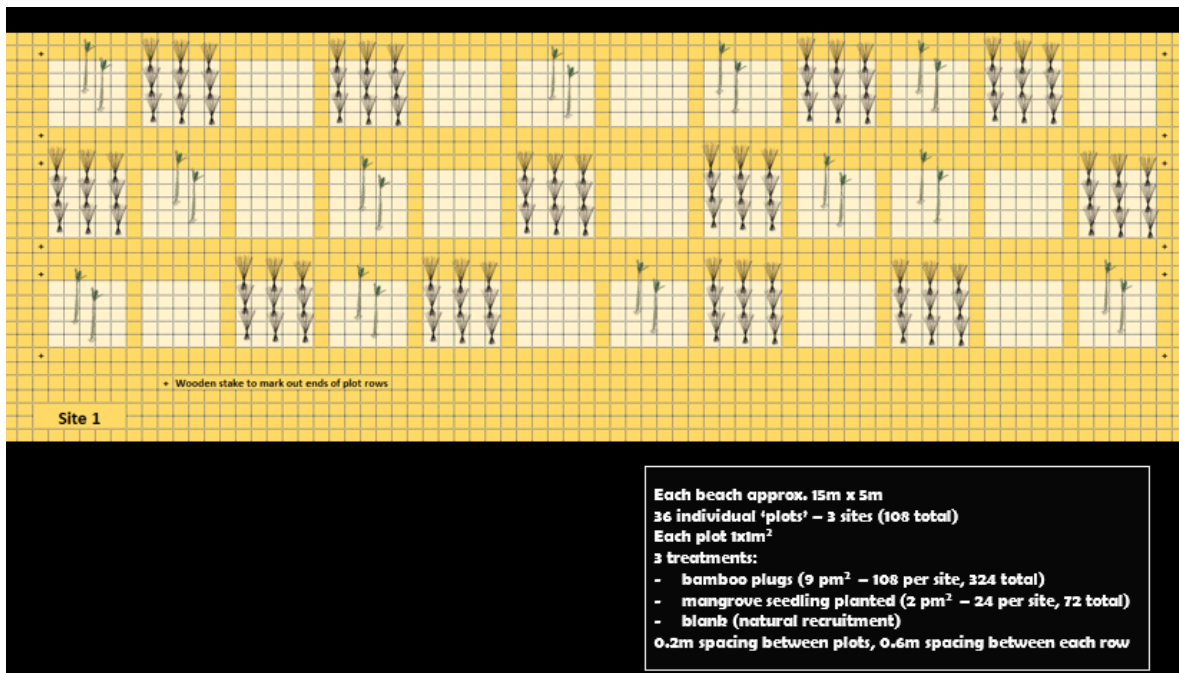 + Wooden stake to mark out ends of plot rows
Site 1
Each beach approx. 15m x 5m
36 individual ‘plots’ – 3 sites (108 total)
Each plot 1x1m²
3 treatments:
- bamboo plugs (9 pm² – 108 per site, 324 total)
- mangrove seedling planted (2 pm² – 24 per site, 72 total)
- blank (natural recruitment)
0.2m spacing between plots, 0.6m spacing between each row